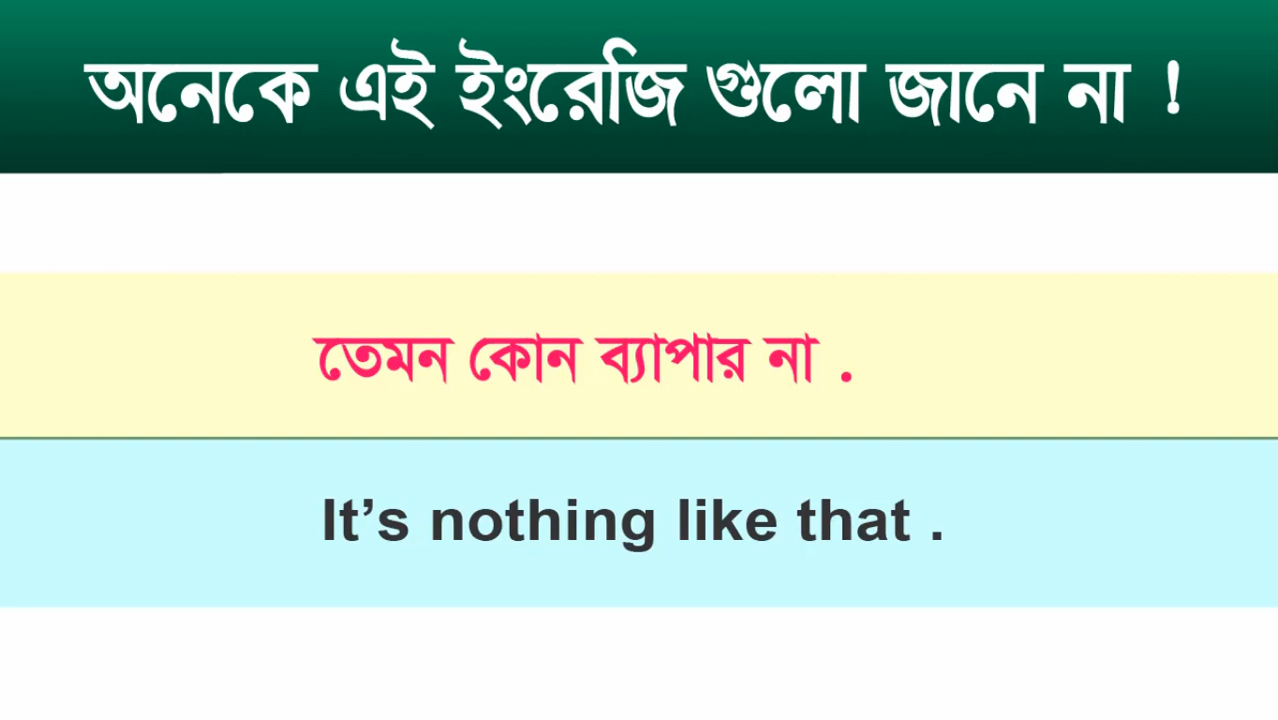 অনেকে এই ইংরেজি গুলো জানে না !
তেমন কোন ব্যাপার না .
It’s nothing like that .